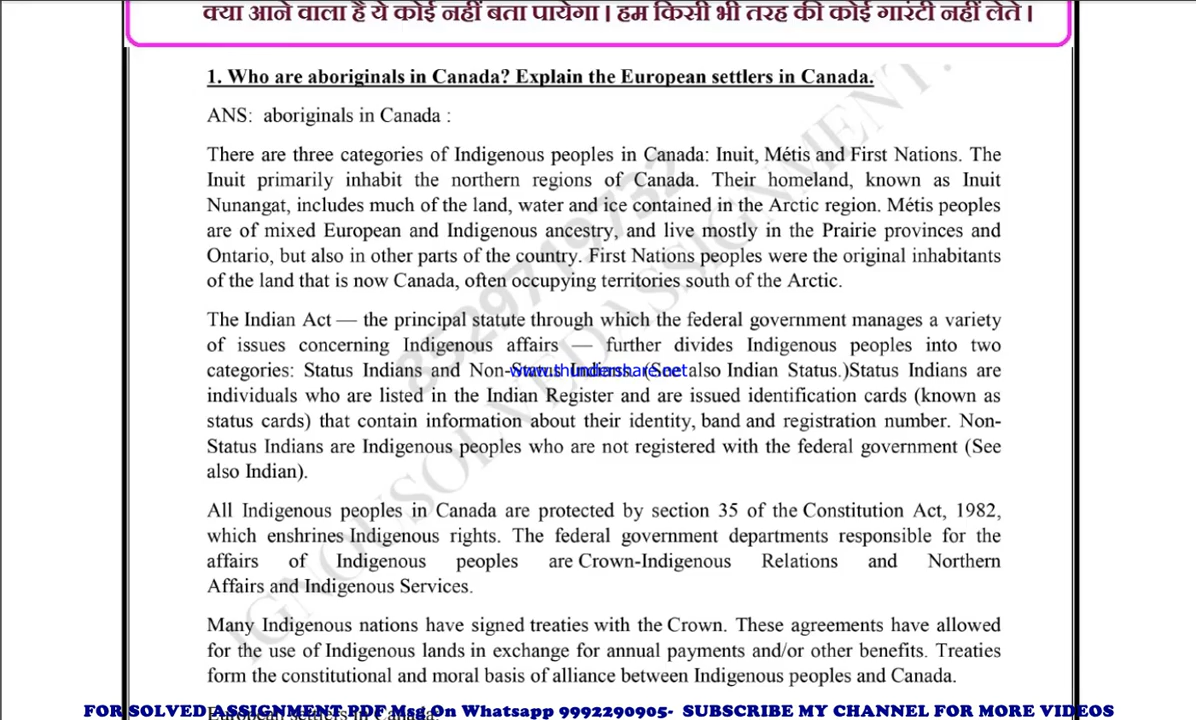 क्या आने वाला है ये कोई नहीं बता पायेगा। हम किसी भी तरह की कोई गारंटी नहीं लेते।
1. Who are aboriginals in Canada? Explain the European settlers in Canada.
ANS:  aboriginals in Canada :
There are three categories of Indigenous peoples in Canada: Inuit, Métis and First Nations. The
Inuit primarily inhabit the northern regions of Canada. Their homeland, known as Inuit
Nunangat, includes much of the land, water and ice contained in the Arctic region. Métis peoples
are of mixed European and Indigenous ancestry, and live mostly in the Prairie provinces and
Ontario, but also in other parts of the country. First Nations peoples were the original inhabitants
of the land that is now Canada, often occupying territories south of the Arctic.
The Indian Act — the principal statute through which the federal government manages a variety
of issues concerning Indigenous affairs — further divides Indigenous peoples into two
categories: Status Indians and Non-Status Indians. (See also Indian Status.)Status Indians are
www.thundershare.net
individuals who are listed in the Indian Register and are issued identification cards (known as
status cards) that contain information about their identity, band and registration number. Non-
Status Indians are Indigenous peoples who are not registered with the federal government (See
also Indian).
All Indigenous peoples in Canada are protected by section 35 of the Constitution Act, 1982,
which enshrines Indigenous rights. The federal government departments responsible for the
affairs of Indigenous peoples are Crown-Indigenous Relations and Northern
Affairs and Indigenous Services.
Many Indigenous nations have signed treaties with the Crown. These agreements have allowed
for the use of Indigenous lands in exchange for annual payments and/or other benefits. Treaties
form the constitutional and moral basis of alliance between Indigenous peoples and Canada.
European settlers in Canada:
FOR SOLVED ASSIGNMENT PDF Msg On Whatsapp 9992290905-  SUBSCRIBE MY CHANNEL FOR MORE VIDEOS
IGNOUSOLVEDASSIGNMENT.
8529719732